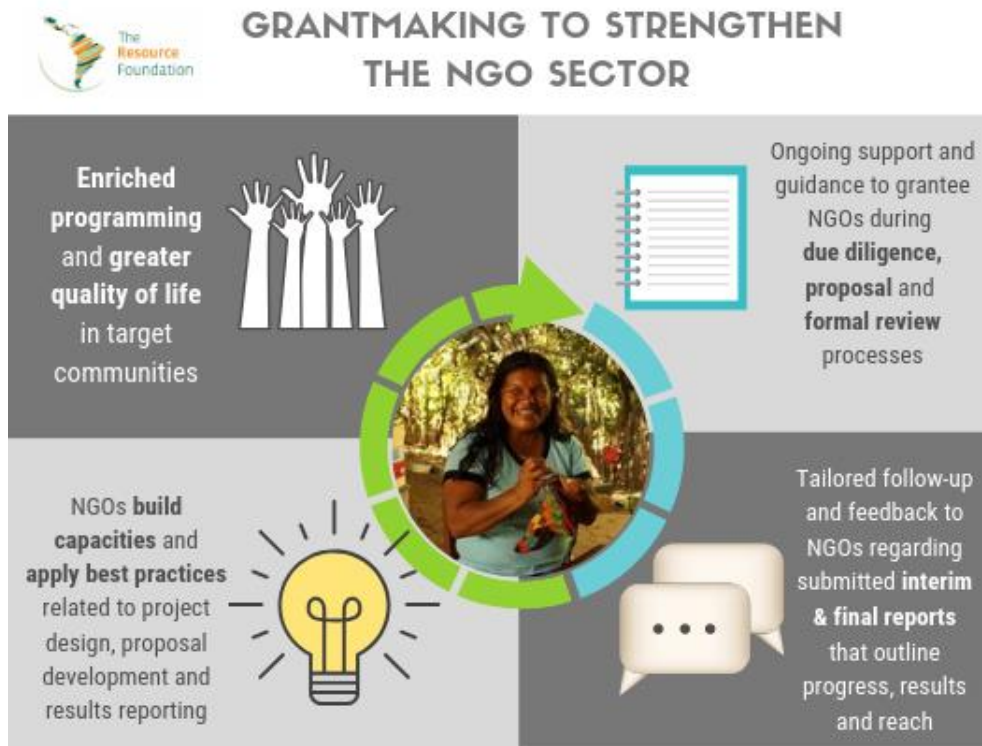 The
Resource
Foundation
GRANTMAKING TO STRENGTHEN
THE NGO SECTOR
Enriched
programming
and greater
quality of life
in target
communities
Ongoing support and
guidance to grantee
NGOs during
due diligence,
proposal and
formal review
processes
NGOs build
capacities and
apply best practices
related to project
design, proposal
development and
results reporting
Tailored follow-up
and feedback to
NGOs regarding
submitted interim
& final reports
that outline
progress, results
and reach